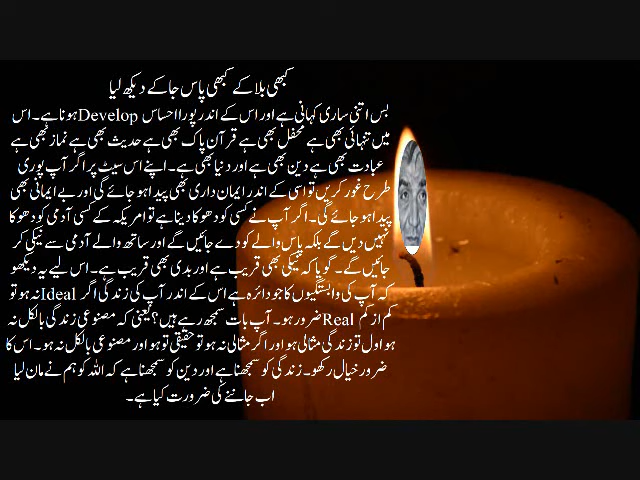 کبھی بلا کے کبھی پاس جا کے دیکھ لیا
بس اتنی ساری کہانی ہے اور اس کے اندر پورا احساس Develop ہونا ہے۔ اس
میں تنہائی بھی ہے محفل بھی ہے قرآن پاک بھی ہے حدیث بھی ہے نماز بھی ہے
عبادت بھی ہے دین بھی ہے اور دنیا بھی ہے۔ اپنے اس سیٹ پر اگر آپ پوری
طرح غور کریں تو اسی کے اندر ایمان داری بھی پیدا ہو جائے گی اور بے ایمانی بھی
پیدا ہو جائے گی۔ اگر آپ نے کسی کو دھوکا دینا ہے تو امریکہ کے کسی آدمی کو دھوکا
نہیں دیں گے بلکہ پاس والے کو دے جائیں گے اور ساتھ والے آدمی سے نیکی کر
جائیں گے۔ گویا کہ نیکی بھی قریب ہے اور بدی بھی قریب ہے۔ اس لیے یہ دیکھو
کہ آپ کی وابستگیوں کا جو دائرہ ہے اس کے اندر آپ کی زندگی اگر Ideal نہ ہو تو
کم از کم Real ضرور ہو۔ آپ بات سمجھ رہے ہیں؟ یعنی کہ مصنوعی زندگی بالکل نہ
ہو اول تو زندگی مثالی ہو اور اگر مثالی نہ ہو تو حقیقی تو ہو اور مصنوعی بالکل نہ ہو۔ اس کا
ضرور خیال رکھو۔ زندگی کو سمجھنا ہے اور دین کو سمجھنا ہے کہ اللہ کو ہم نے مان لیا
اب جاننے کی ضرورت کیا ہے۔